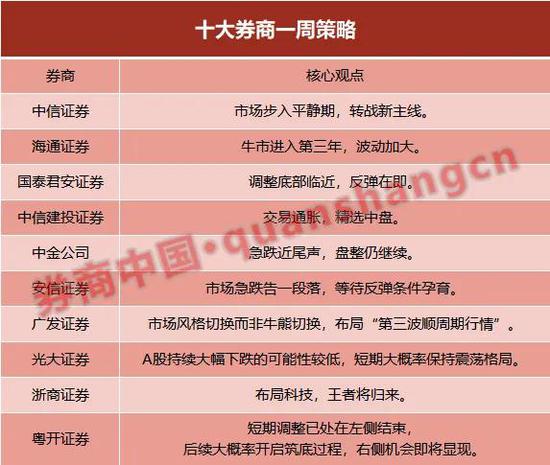 十大券商一周策略
券商 核心观点
中信证券 市场步入平静期，转战新主线。
海通证券 牛市进入第三年，波动加大。
国泰君安证券 调整底部临近，反弹在即。
中信建投证券 交易通胀，精选中盘。
中金公司 急跌近尾声，盘整仍继续。
安信证券 市场急跌告一段落，等待反弹条件孕育。
广发证券 市场风格切换而非牛能切换，布局“第三波顺周期行情”。
光大证券 A股持续大幅下跌的可能性较低，短期大概率保持震荡格局。
浙商证券 布局科技，王者将归来。
粤开证券 短期调整已处在左侧结束，
后续大概率开启筑底过程，右侧机会即将显现。
券商中国·quanshangcn